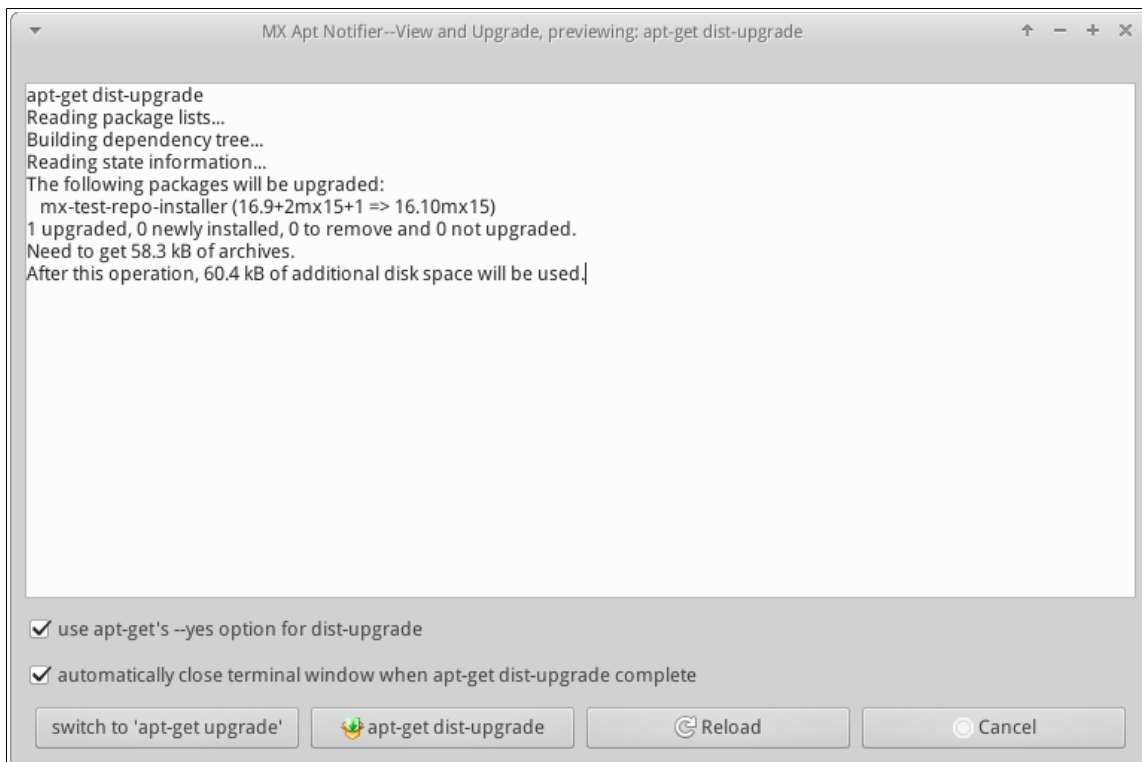 MX Apt Notifier--View and Upgrade, previewing: apt-get dist-upgrade
apt-get dist-upgrade
Reading package lists...
Building dependency tree...
Reading state information...
The following packages will be upgraded:
mx-test-repo-installer (16.9+2mx15+1 => 16.10mx15)
1 upgraded, 0 newly installed, 0 to remove and 0 not upgraded.
Need to get 58.3 kB of archives.
After this operation, 60.4 kB of additional disk space will be used.
use apt-get's --yes option for dist-upgrade
automatically close terminal window when apt-get dist-upgrade complete
switch to 'apt-get upgrade'
apt-get dist-upgrade
Reload
Cancel